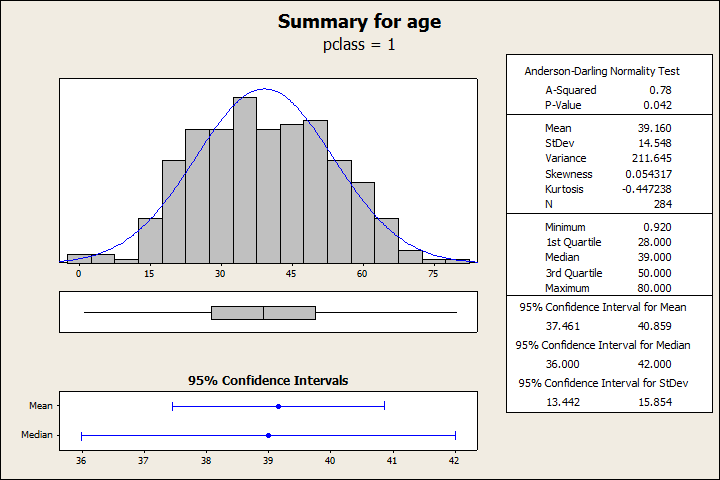 Summary for age
pclass = 1
0 15 30 45 60 75
95% Confidence Intervals
Mean
Median
36 37 38 39 40 41 42
Anderson-Darling Normality Test
A-Squared 0.78
P-Value 0.042
Mean 39.160
StDev 14.548
Variance 211.645
Skewness 0.054317
Kurtosis -0.447238
N 284
Minimum 0.920
1st Quartile 28.000
Median 39.000
3rd Quartile 50.000
Maximum 80.000
95% Confidence Interval for Mean
37.461 40.859
95% Confidence Interval for Median
36.000 42.000
95% Confidence Interval for StDev
13.442 15.854